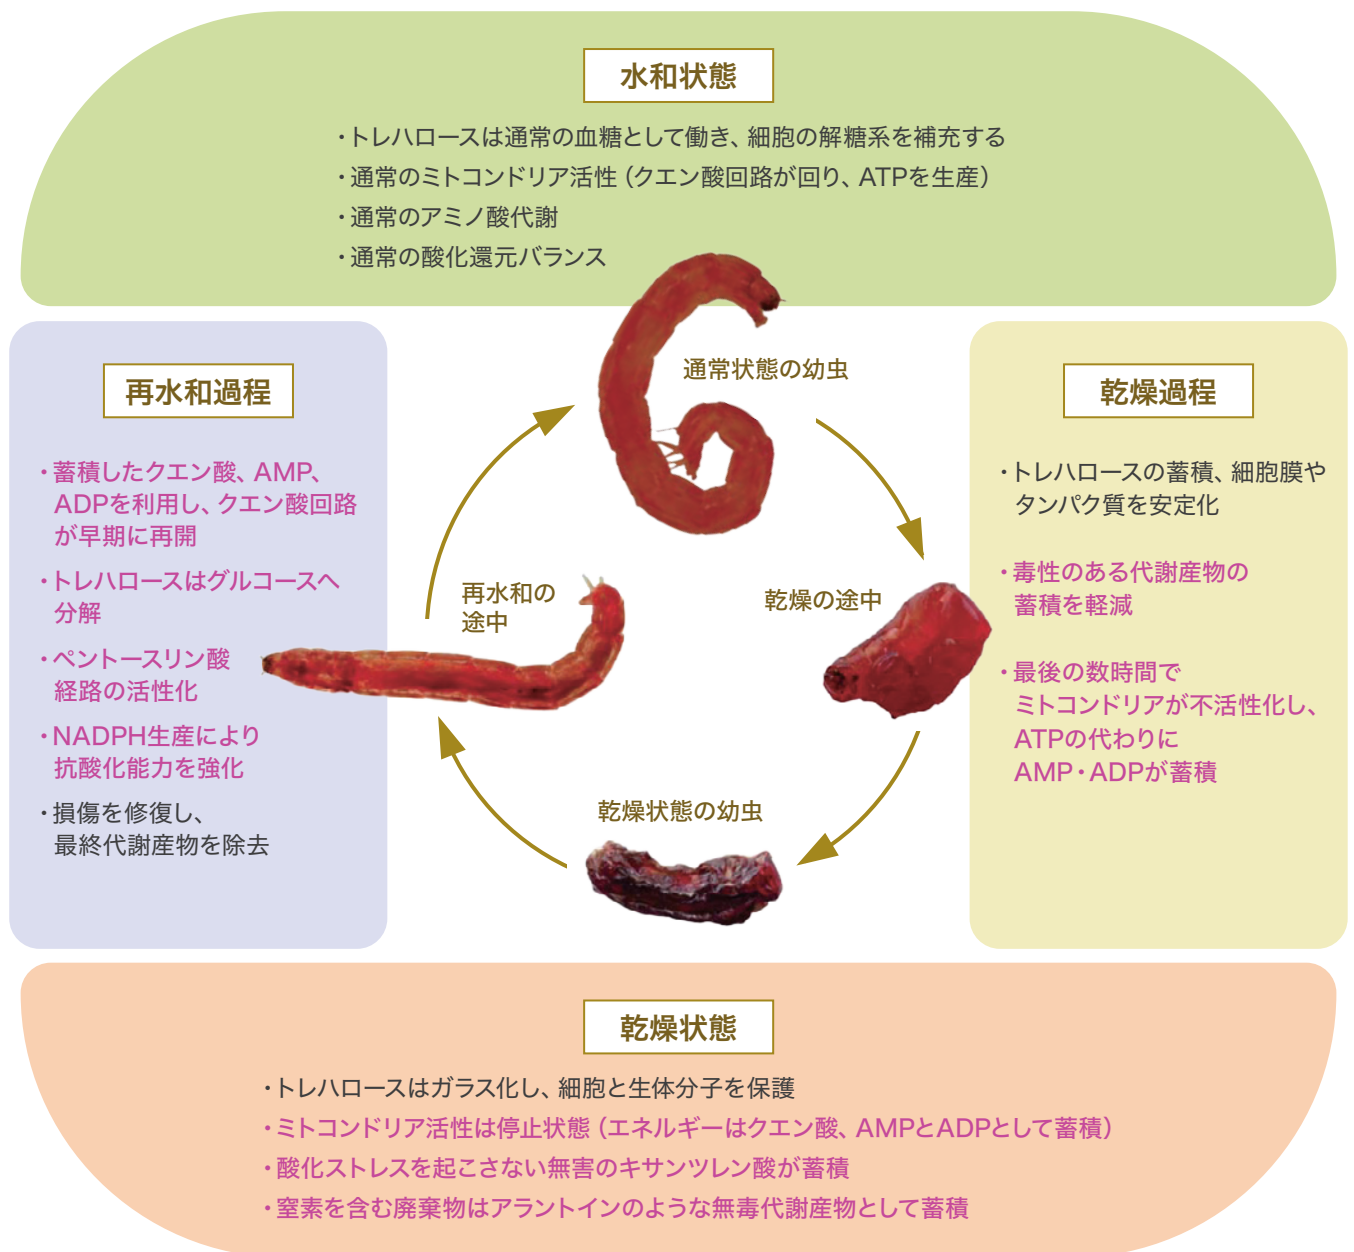 水和状態
・トレハロースは通常の血糖として働き、細胞の解糖系を補充する
・通常のミトコンドリア活性（クエン酸回路が回り、ATPを生産）
・通常のアミノ酸代謝
・通常の酸化還元バランス
通常状態の幼虫
再水和過程
・蓄積したクエン酸、AMP、
ADPを利用し、クエン酸回路
が早期に再開
・トレハロースはグルコースへ
分解
・ペントースリン酸
経路の活性化
・NADPH生産により
抗酸化能力を強化
・損傷を修復し、
最終代謝産物を除去
再水和の
途中
乾燥の途中
乾燥状態の幼虫
乾燥過程
・トレハロースの蓄積、細胞膜や
タンパク質を安定化
・毒性のある代謝産物の
蓄積を軽減
・最後の数時間で
ミトコンドリアが不活性化し、
ATPの代わりに
AMP・ADPが蓄積
乾燥状態
・トレハロースはガラス化し、細胞と生体分子を保護
・ミトコンドリア活性は停止状態（エネルギーはクエン酸、AMPとADPとして蓄積）
・酸化ストレスを起こさない無害のキサンツレン酸が蓄積
・窒素を含む廃棄物はアラントインのような無毒代謝産物として蓄積